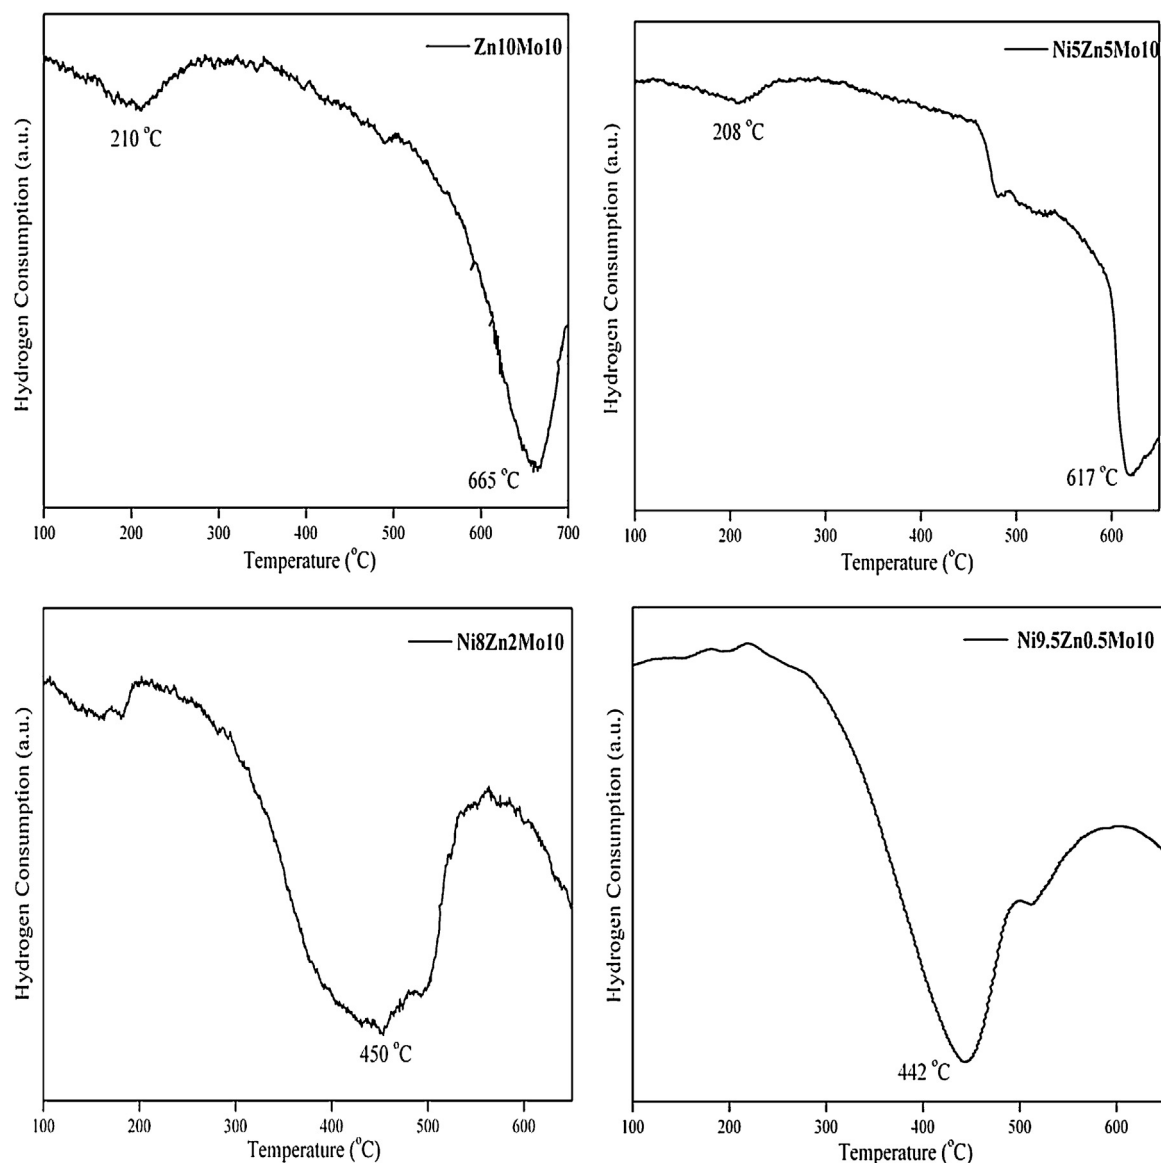 Zn10Mo10
Hydrogen Consumption (a.u.)
210 °C
665 °C
100 200 300 400 500 600 700
Temperature (°C)
Ni5Zn5Mo10
Hydrogen Consumption (a.u.)
208 °C
617 °C
100 200 300 400 500 600
Temperature (°C)
Ni8Zn2Mo10
Hydrogen Consumption (a.u.)
450 °C
100 200 300 400 500 600
Temperature (°C)
Ni9.5Zn0.5Mo10
Hydrogen Consumption (a.u.)
442 °C
100 200 300 400 500 600
Temperature (°C)